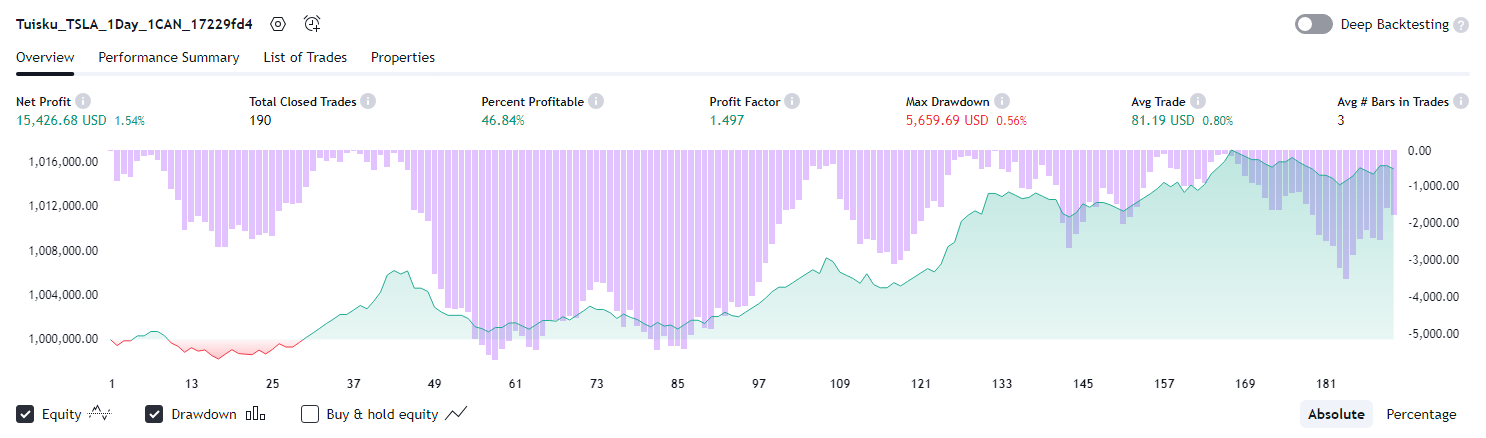 Tuisku_TSLA_1Day_1CAN_17229fd4
Deep Backtesting ?
Overview Performance Summary List of Trades Properties
Net Profit Total Closed Trades Percent Profitable Profit Factor Max Drawdown Avg Trade Avg # Bars in Trades
15,426.68 USD 1.54% 190 46.84% 1.497 5,659.69 USD 0.56% 81.19 USD 0.80% 3
1,016,000.00
1,012,000.00
1,008,000.00
1,004,000.00
1,000,000.00
0.00
-1,000.00
-2,000.00
-3,000.00
-4,000.00
-5,000.00
1 13 25 37 49 61 73 85 97 109 121 133 145 157 169 181
Equity Drawdown Buy & hold equity Absolute Percentage